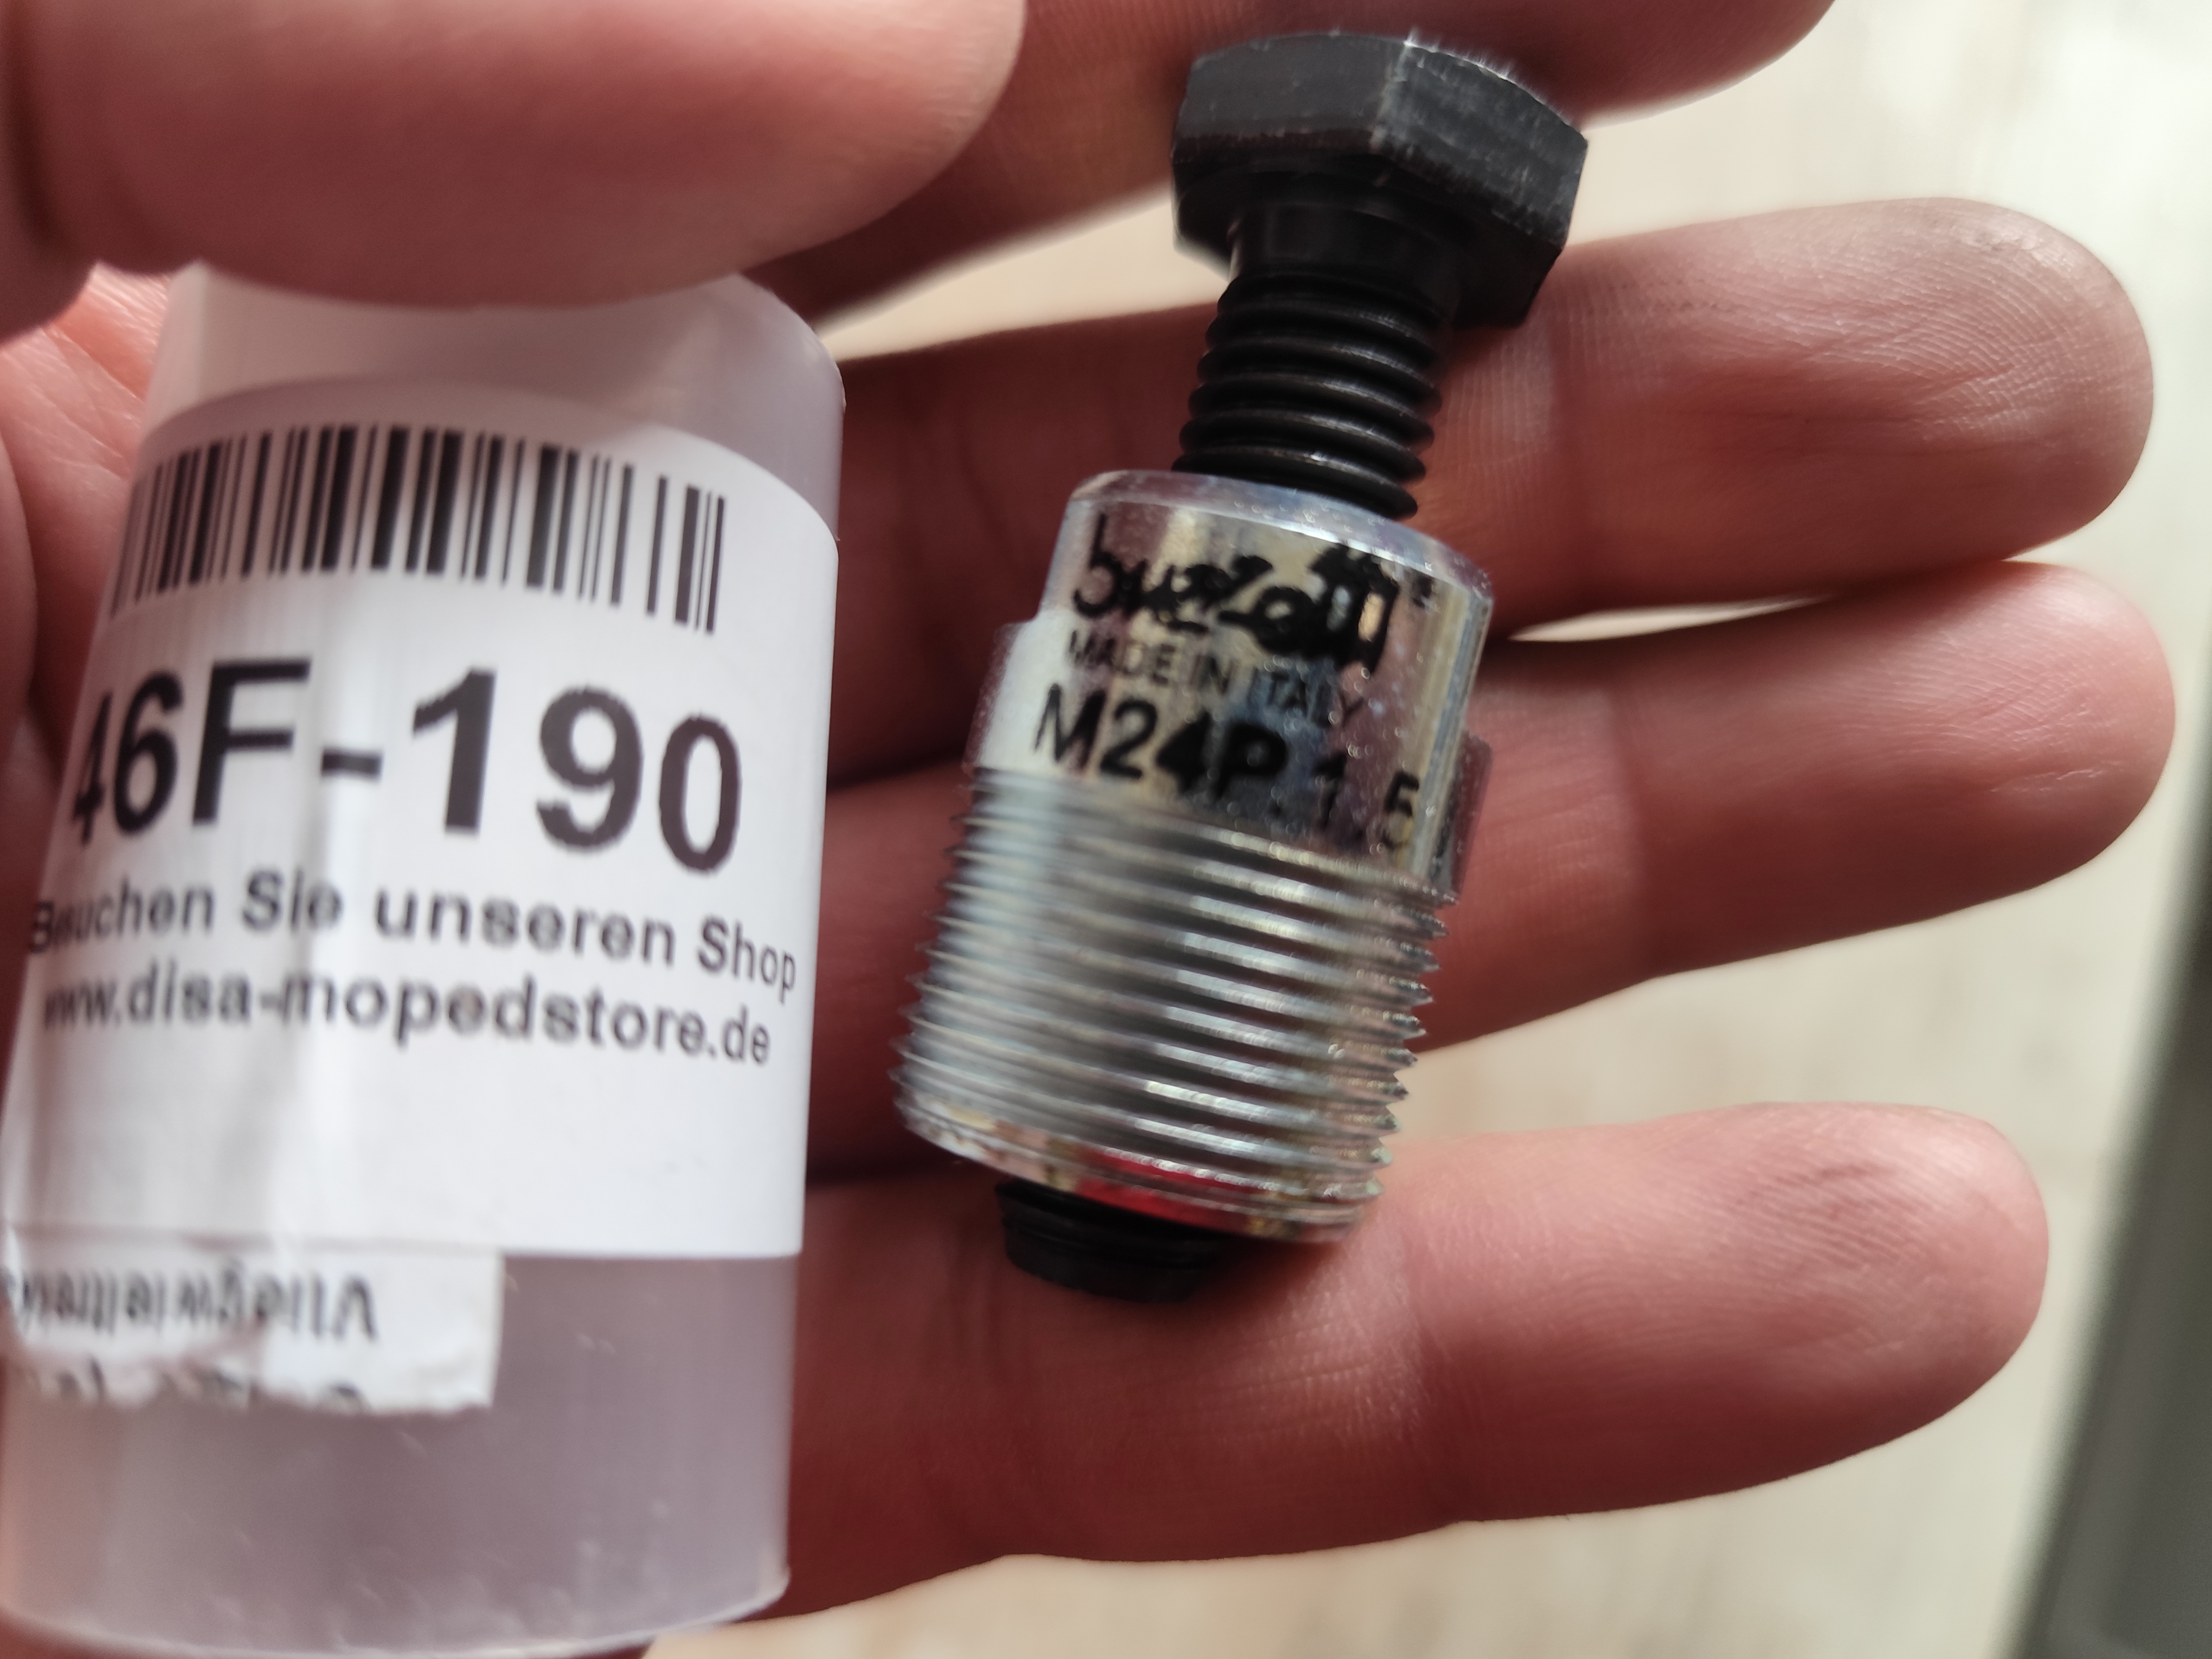 46F-190
Besuchen Sie unseren Shop
www.disa-mopedstore.de
buzzetti
MADE IN ITALY
M24P.1.5